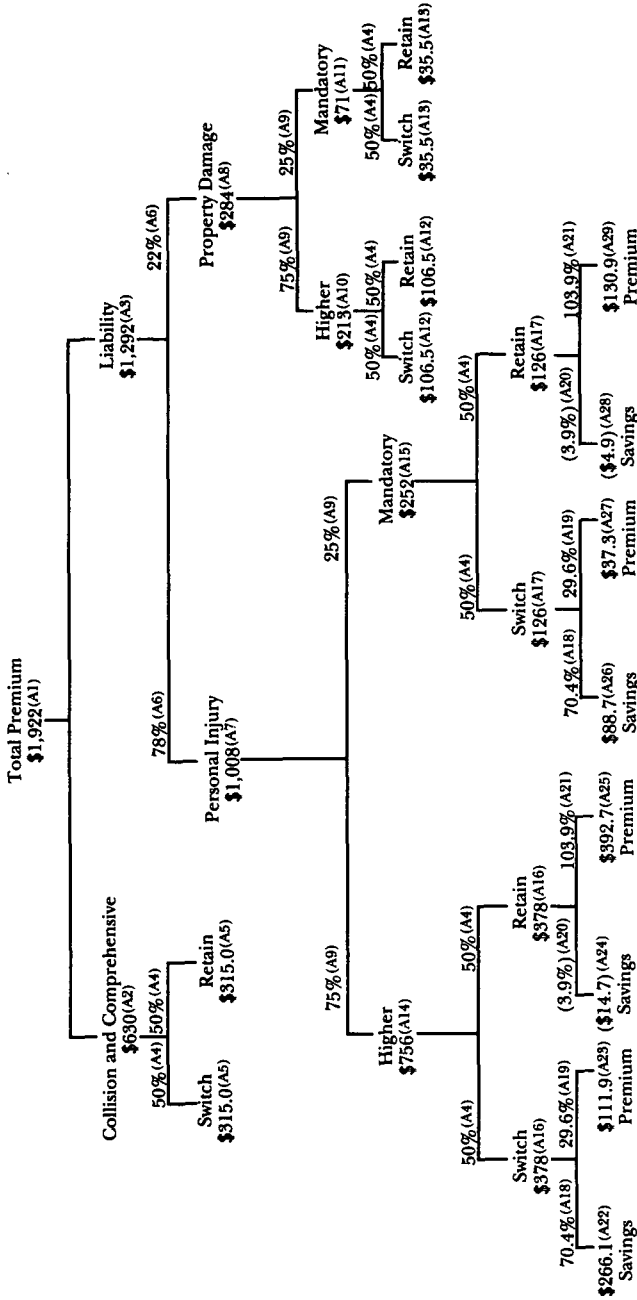 Total Premium
$1,922(A1)
Collision and Comprehensive
$630(A2)
Liability
$1,292(A3)
50%(A4) 50%(A4)
Switch Retain
$315.0(A5) $315.0(A5)
78%(A6) 22%(A6)
Personal Injury
$1,008(A7)
Property Damage
$284(A8)
75%(A9) 25%(A9)
Higher Mandatory
$213(A10) $71(A11)
50%(A4) 50%(A4) 50%(A4) 50%(A4)
Switch Retain Switch Retain
$106.5(A12) $106.5(A12) $35.5(A13) $35.5(A13)
75%(A9) 25%(A9)
Higher Mandatory
$756(A14) $252(A15)
50%(A4) 50%(A4) 50%(A4) 50%(A4)
Switch Retain Switch Retain
$378(A16) $378(A16) $126(A17) $126(A17)
70.4%(A18) 29.6%(A19) (3.9%)(A20) 103.9%(A21) 70.4%(A18) 29.6%(A19) (3.9%)(A20) 103.9%(A21)
$266.1(A22) $111.9(A23) ($14.7)(A24) $392.7(A25) $88.7(A26) $37.3(A27) ($4.9)(A28) $130.9(A29)
Savings Premium Savings Premium Savings Premium Savings Premium